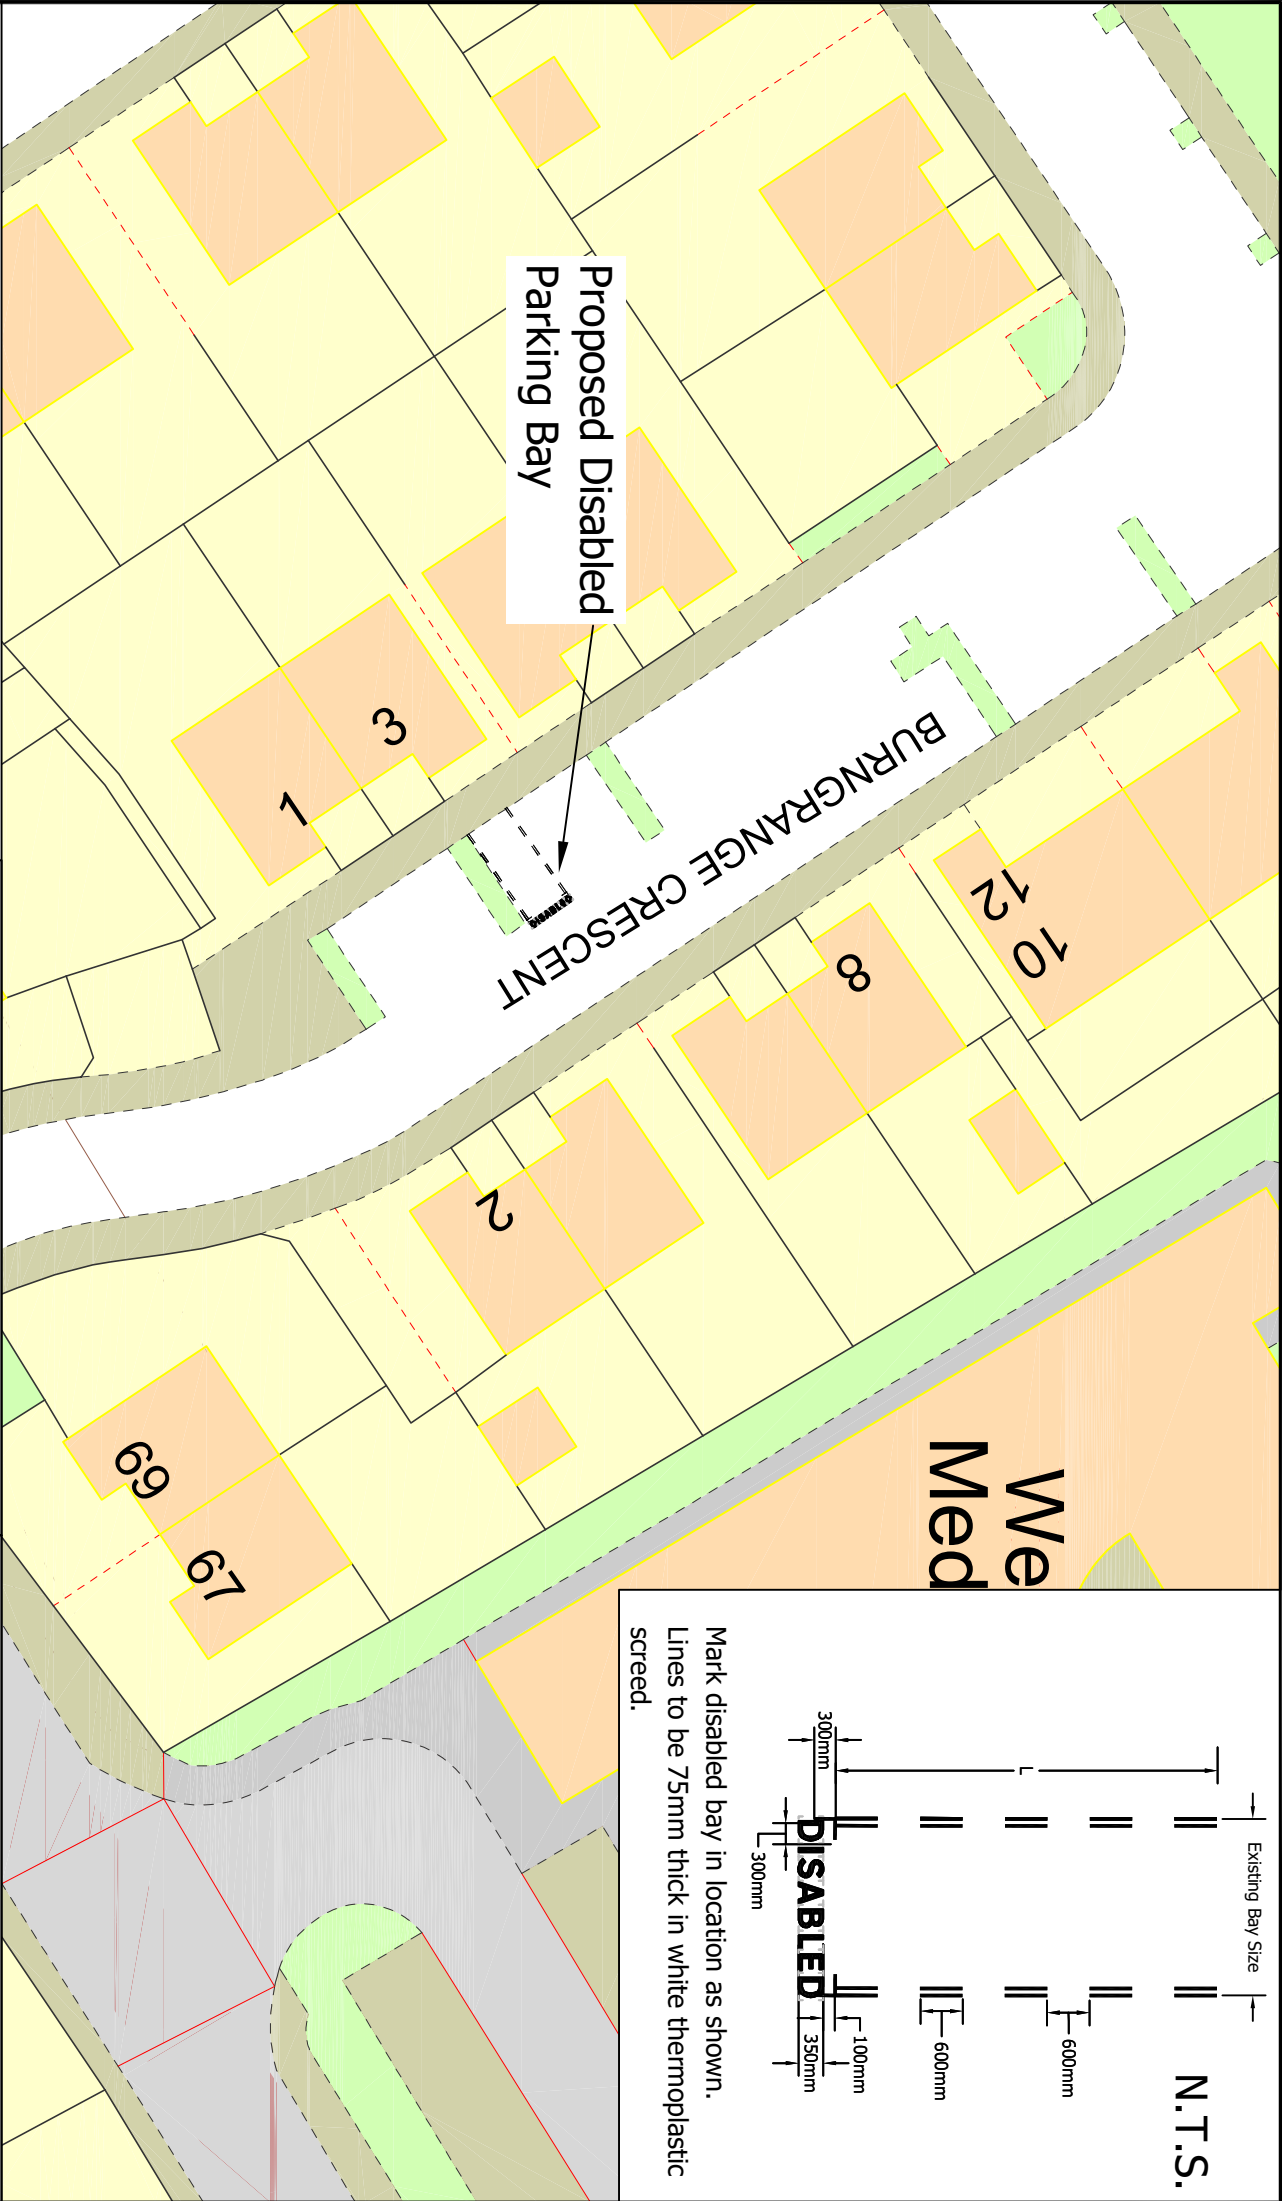 Proposed Disabled
Parking Bay
BURNGRANGE CRESCENT
DISABLED
3
1
12
10
8
2
69
67
We
Med
N.T.S.
Existing Bay Size
L
300mm
300mm
600mm
600mm
100mm
350mm
DISABLED
Mark disabled bay in location as shown.
Lines to be 75mm thick in white thermoplastic
screed.